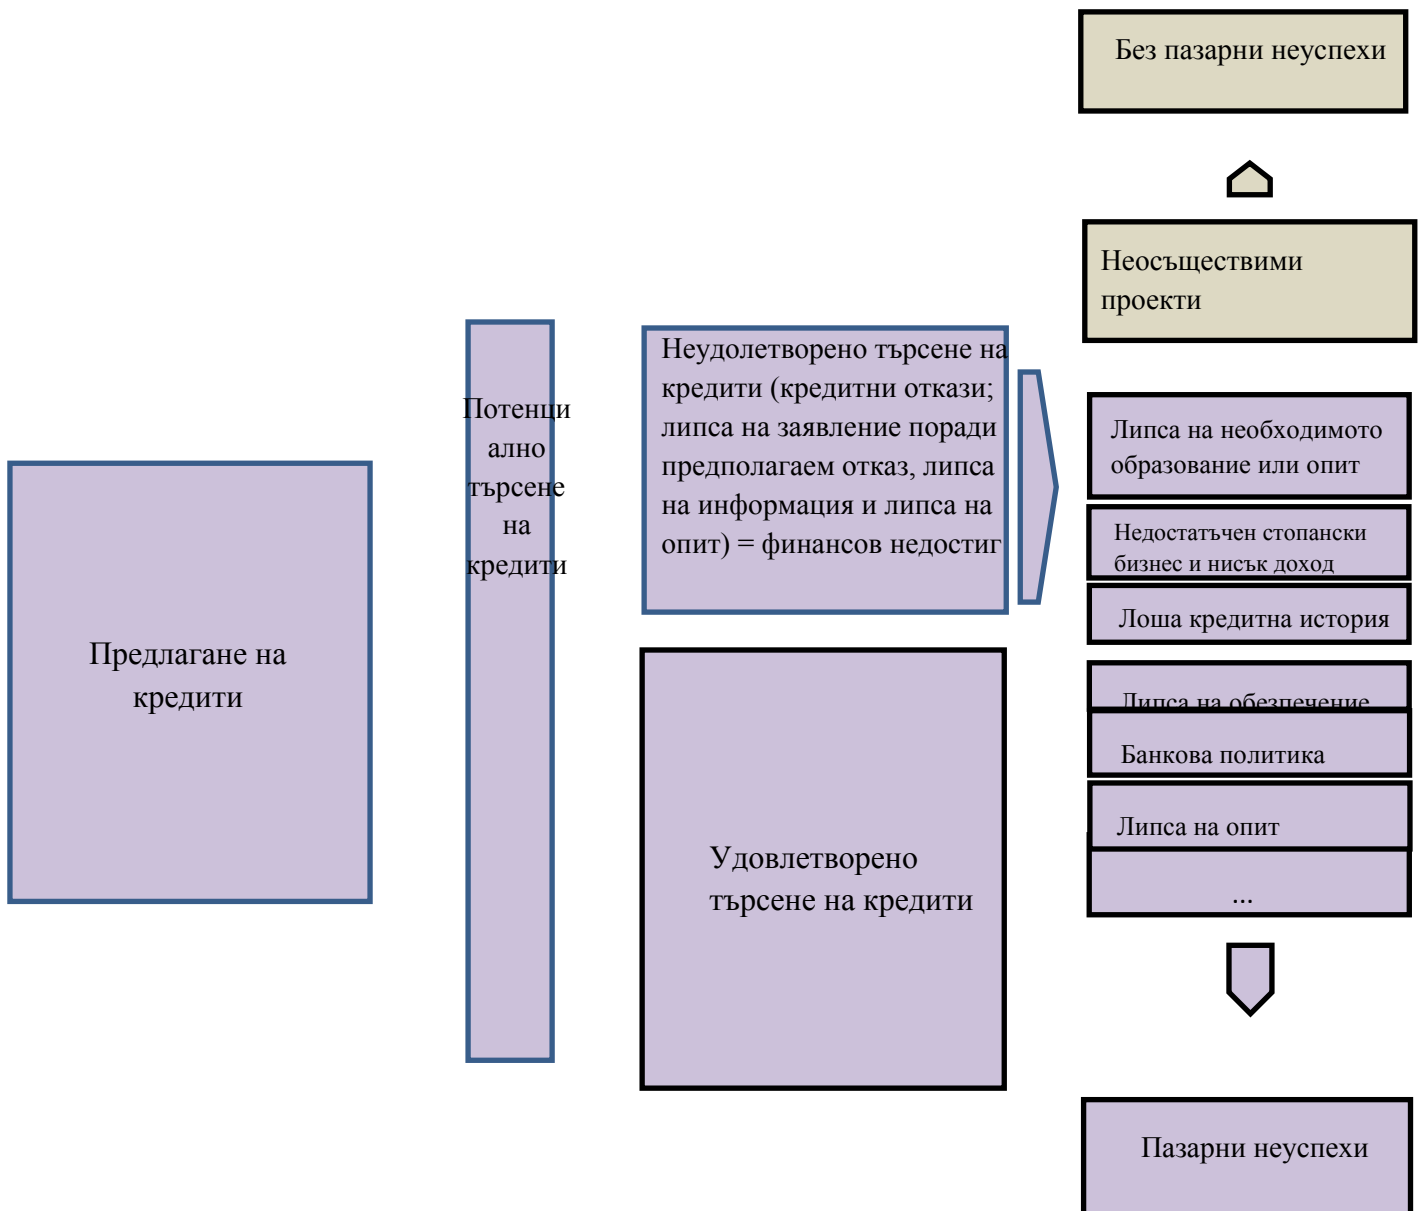 Без пазарни неуспехи
Неосъществими
проекти
Предлагане на
кредити
Потенци
ално
търсене
на
кредити
Неудолетворено търсене на
кредити (кредитни откази;
липса на заявление поради
предполагаем отказ, липса
на информация и липса на
опит) = финансов недостиг
Удовлетворено
търсене на кредити
Липса на необходимото
образование или опит
Недостатъчен стопански
бизнес и нисък доход
Лоша кредитна история
Липса на обезпечение
Банкова политика
Липса на опит
...
Пазарни неуспехи